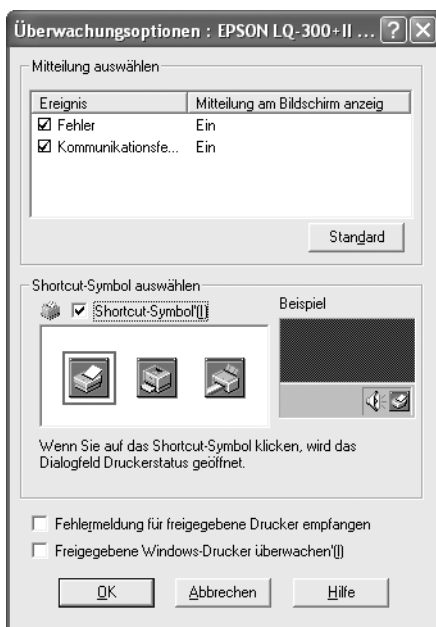 Überwachungsoptionen : EPSON LQ-300+II ...
Mitteilung auswählen
Ereignis Mitteilung am Bildschirm anzeig
Fehler Ein
Kommunikationsfe... Ein
Standard
Shortcut-Symbol auswählen
Shortcut-Symbol'(I) Beispiel
Wenn Sie auf das Shortcut-Symbol klicken, wird das
Dialogfeld Druckerstatus geöffnet.
Fehlermeldung für freigegebene Drucker empfangen
Freigegebene Windows-Drucker überwachen'(J)
OK Abbrechen Hilfe